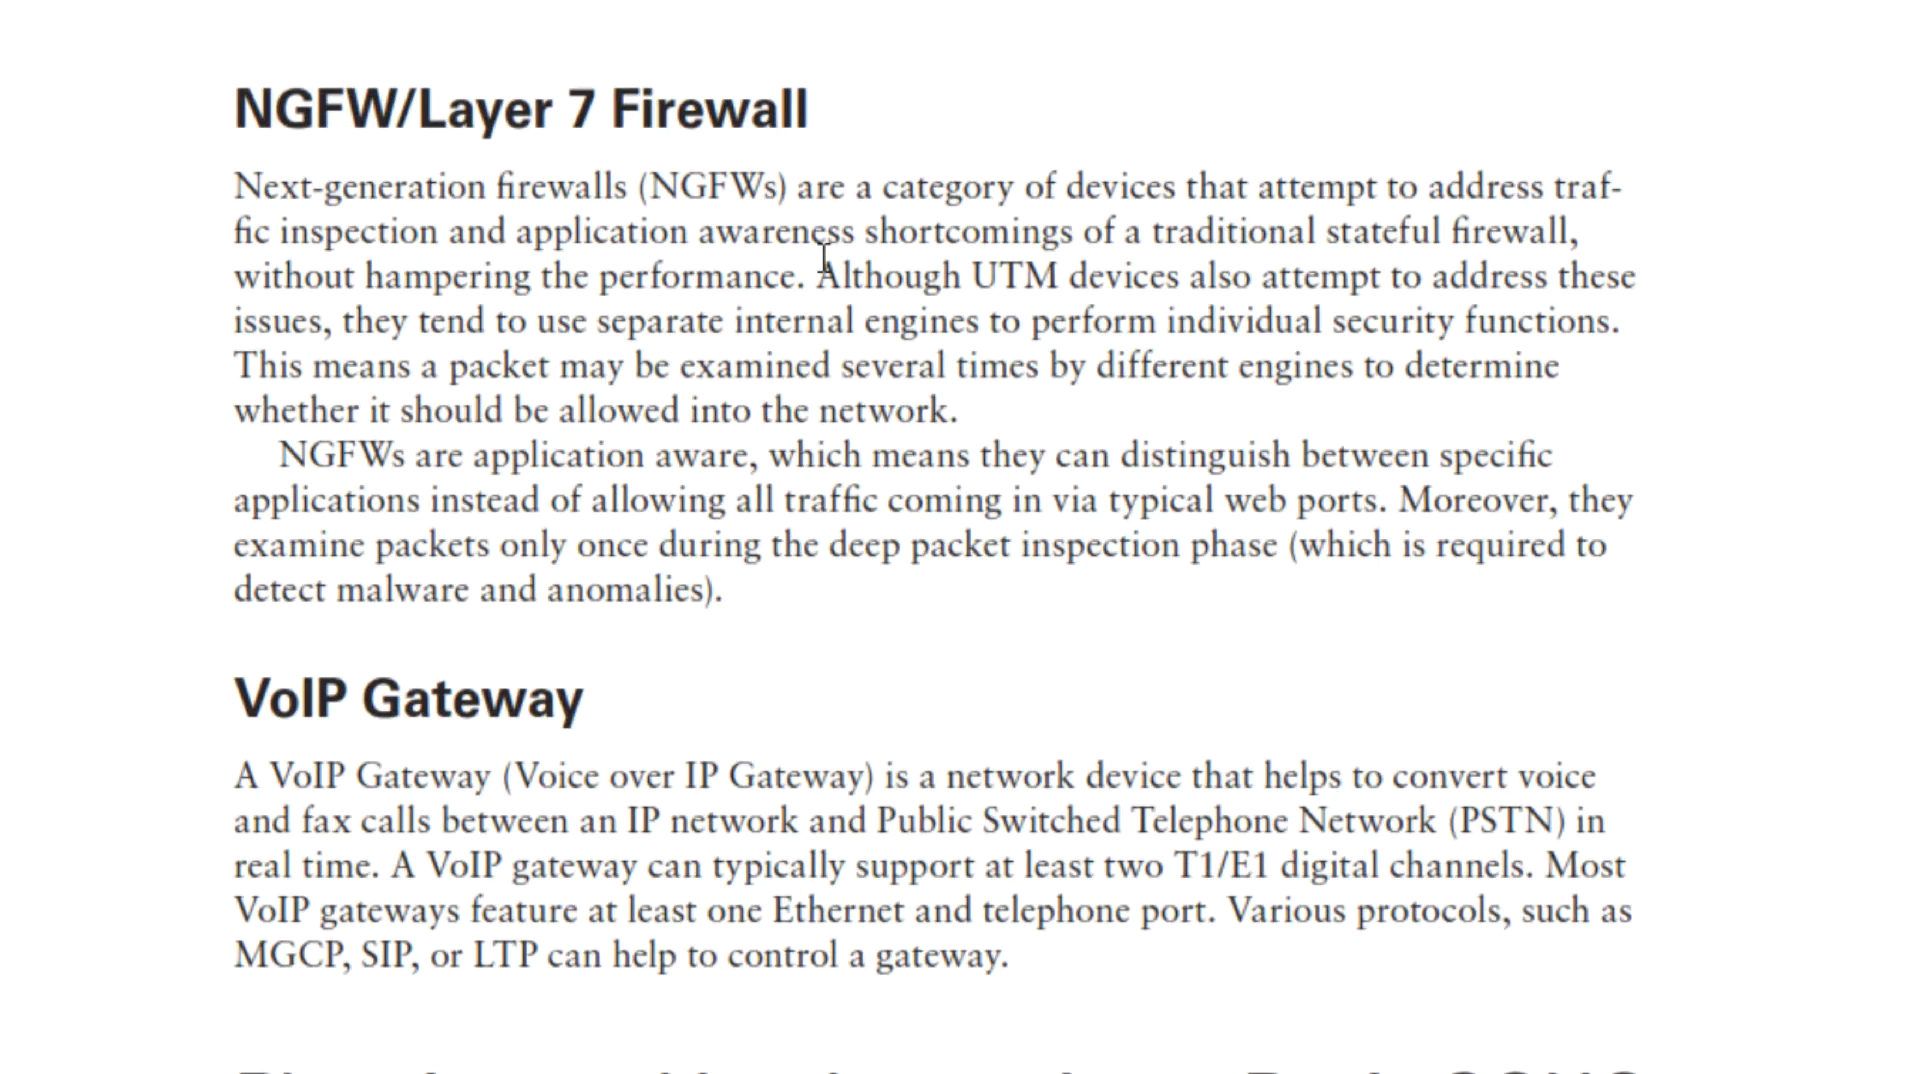 NGFW/Layer 7 Firewall
Next-generation firewalls (NGFWs) are a category of devices that attempt to address traf-
fic inspection and application awareness shortcomings of a traditional stateful firewall,
without hampering the performance. Although UTM devices also attempt to address these
issues, they tend to use separate internal engines to perform individual security functions.
This means a packet may be examined several times by different engines to determine
whether it should be allowed into the network.
NGFWs are application aware, which means they can distinguish between specific
applications instead of allowing all traffic coming in via typical web ports. Moreover, they
examine packets only once during the deep packet inspection phase (which is required to
detect malware and anomalies).
VoIP Gateway
A VoIP Gateway (Voice over IP Gateway) is a network device that helps to convert voice
and fax calls between an IP network and Public Switched Telephone Network (PSTN) in
real time. A VoIP gateway can typically support at least two T1/E1 digital channels. Most
VoIP gateways feature at least one Ethernet and telephone port. Various protocols, such as
MGCP, SIP, or LTP can help to control a gateway.